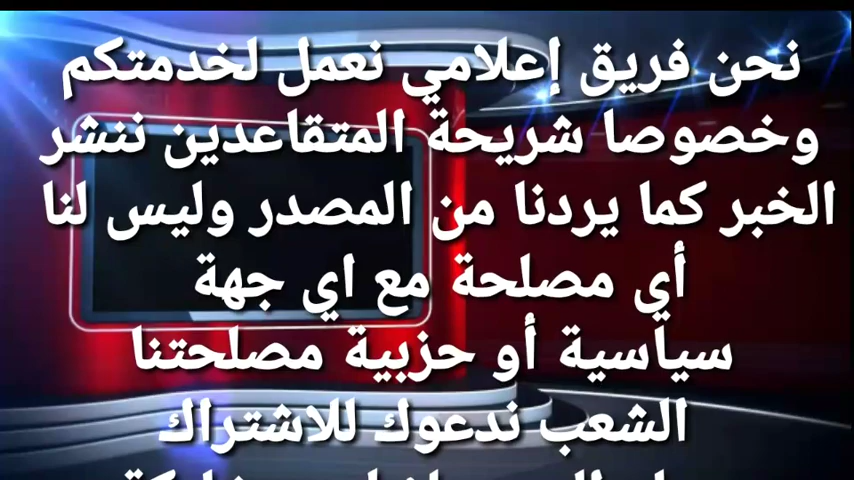 نحن فريق إعلامي نعمل لخدمتكم
وخصوصا شريحة المتقاعدين ننشر
الخبر كما يردنا من المصدر وليس لنا
أي مصلحة مع اي جهة
سياسية أو حزبية مصلحتنا
الشعب ندعوك للاشتراك